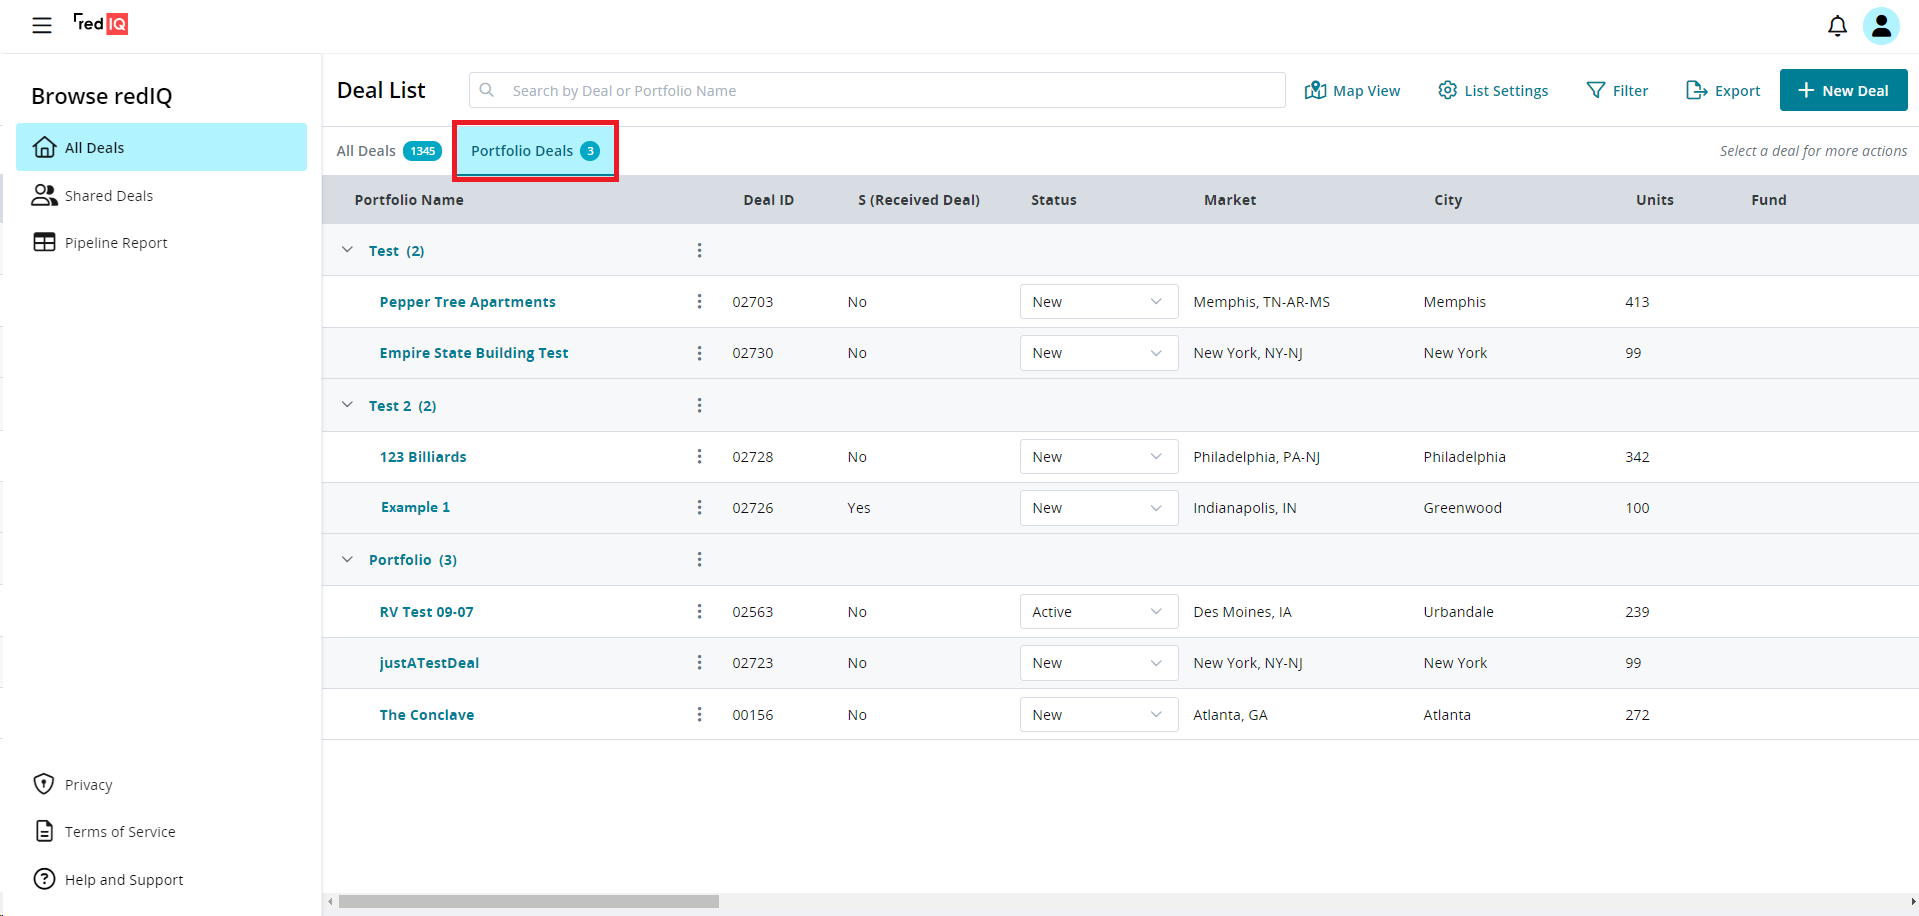 redIQ
Browse redIQ
All Deals
Shared Deals
Pipeline Report
Privacy
Terms of Service
Help and Support
Deal List
Search by Deal or Portfolio Name
Map View
List Settings
Filter
Export
+ New Deal
All Deals 1345
Portfolio Deals 3
Select a deal for more actions
Portfolio Name Deal ID S (Received Deal) Status Market City Units Fund
Test (2)
Pepper Tree Apartments 02703 No New Memphis, TN-AR-MS Memphis 413
Empire State Building Test 02730 No New New York, NY-NJ New York 99
Test 2 (2)
123 Billiards 02728 No New Philadelphia, PA-NJ Philadelphia 342
Example 1 02726 Yes New Indianapolis, IN Greenwood 100
Portfolio (3)
RV Test 09-07 02563 No Active Des Moines, IA Urbandale 239
justATestDeal 02723 No New New York, NY-NJ New York 99
The Conclave 00156 No New Atlanta, GA Atlanta 272